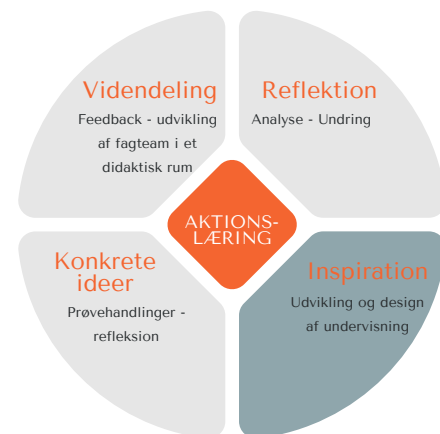 Videndeling
Feedback - udvikling
af fagteam i et
didaktisk rum
Reflektion
Analyse - Undring
AKTIONS-
LÆRING
Konkrete
ideer
Prøvehandlinger -
refleksion
Inspiration
Udvikling og design
af undervisning